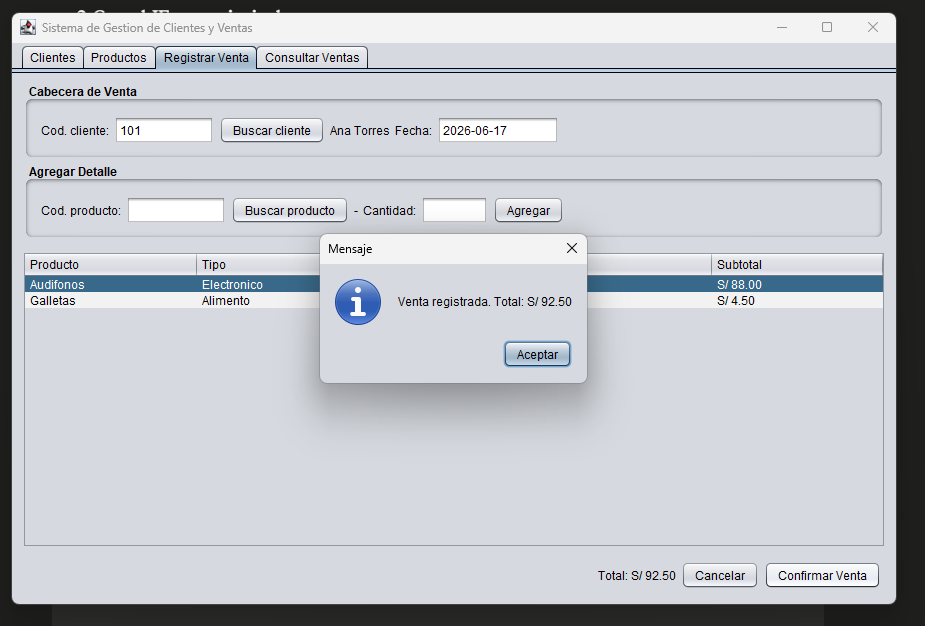 Sistema de Gestion de Clientes y Ventas
Clientes Productos Registrar Venta Consultar Ventas
Cabecera de Venta
Cod. cliente: 101 Buscar cliente Ana Torres Fecha: 2026-06-17
Agregar Detalle
Cod. producto: Buscar producto - Cantidad: Agregar
Producto Tipo Subtotal
Audifonos Electronico S/ 88.00
Galletas Alimento S/ 4.50
Mensaje
Venta registrada. Total: S/ 92.50
Aceptar
Total: S/ 92.50 Cancelar Confirmar Venta